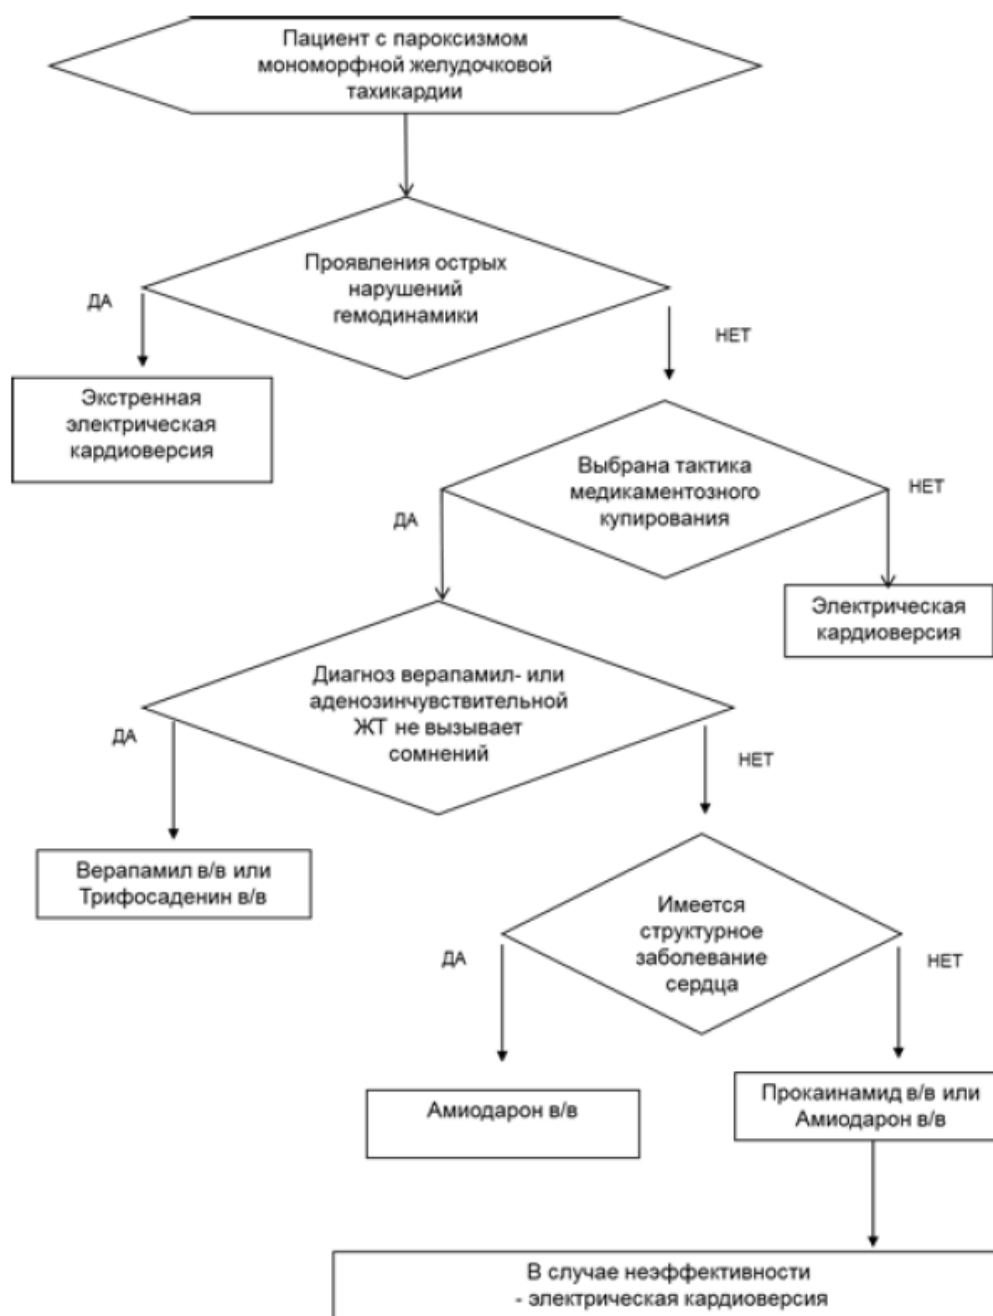 Пациент с пароксизмом
мономорфной желудочковой
тахикардии
Проявления острых
нарушений
гемодинамики
ДА
НЕТ
Экстренная
электрическая
кардиоверсия
Выбрана тактика
медикаментозного
купирования
ДА
НЕТ
Электрическая
кардиоверсия
Диагноз верапамил- или
аденозинчувствительной
ЖТ не вызывает
сомнений
ДА
НЕТ
Верапамил в/в или
Трифосаденин в/в
Имеется
структурное
заболевание
сердца
ДА
НЕТ
Амиодарон в/в
Прокаинамид в/в или
Амиодарон в/в
В случае неэффективности
- электрическая кардиоверсия